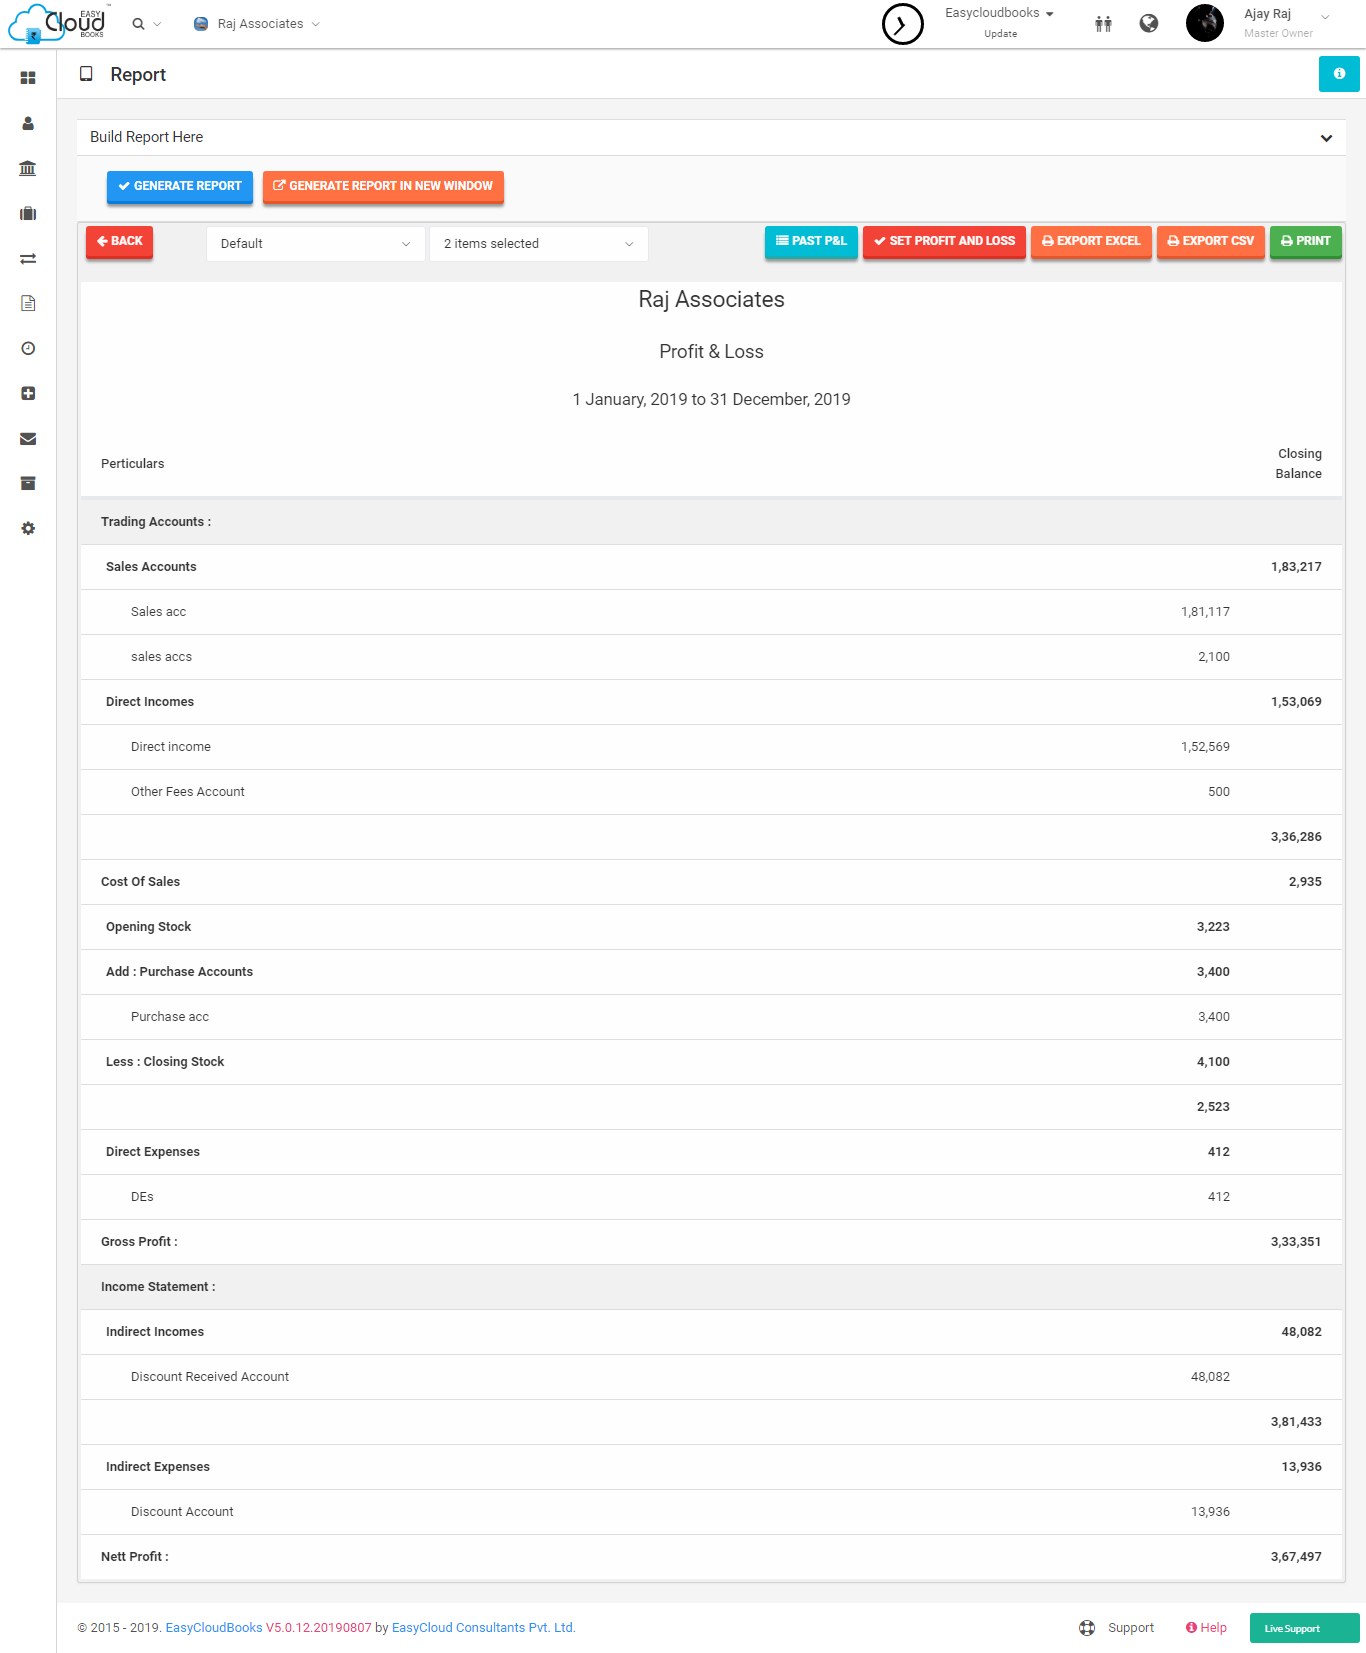 EASY
Cloud
BOOKS
™
Raj Associates
Easycloudbooks
Update
Ajay Raj
Master Owner
Report
Build Report Here
GENERATE REPORT
GENERATE REPORT IN NEW WINDOW
BACK
Default
2 items selected
PAST P&L
SET PROFIT AND LOSS
EXPORT EXCEL
EXPORT CSV
PRINT
Raj Associates
Profit & Loss
1 January, 2019 to 31 December, 2019
Perticulars
Closing
Balance
Trading Accounts :
Sales Accounts 1,83,217
Sales acc 1,81,117
sales accs 2,100
Direct Incomes 1,53,069
Direct income 1,52,569
Other Fees Account 500
3,36,286
Cost Of Sales 2,935
Opening Stock 3,223
Add : Purchase Accounts 3,400
Purchase acc 3,400
Less : Closing Stock 4,100
2,523
Direct Expenses 412
DEs 412
Gross Profit : 3,33,351
Income Statement :
Indirect Incomes 48,082
Discount Received Account 48,082
3,81,433
Indirect Expenses 13,936
Discount Account 13,936
Nett Profit : 3,67,497
© 2015 - 2019. EasyCloudBooks V5.0.12.20190807 by EasyCloud Consultants Pvt. Ltd.
Support
Help
Live Support